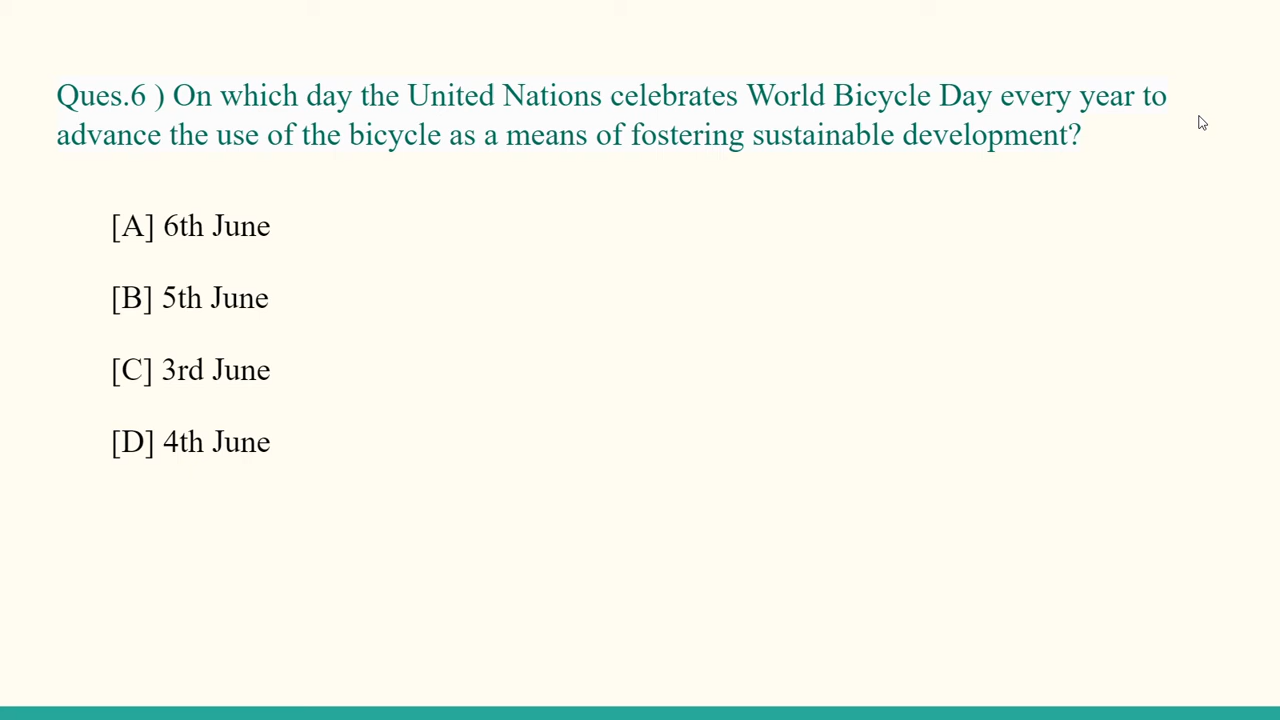 Ques.6 ) On which day the United Nations celebrates World Bicycle Day every year to
advance the use of the bicycle as a means of fostering sustainable development?
[A] 6th June
[B] 5th June
[C] 3rd June
[D] 4th June